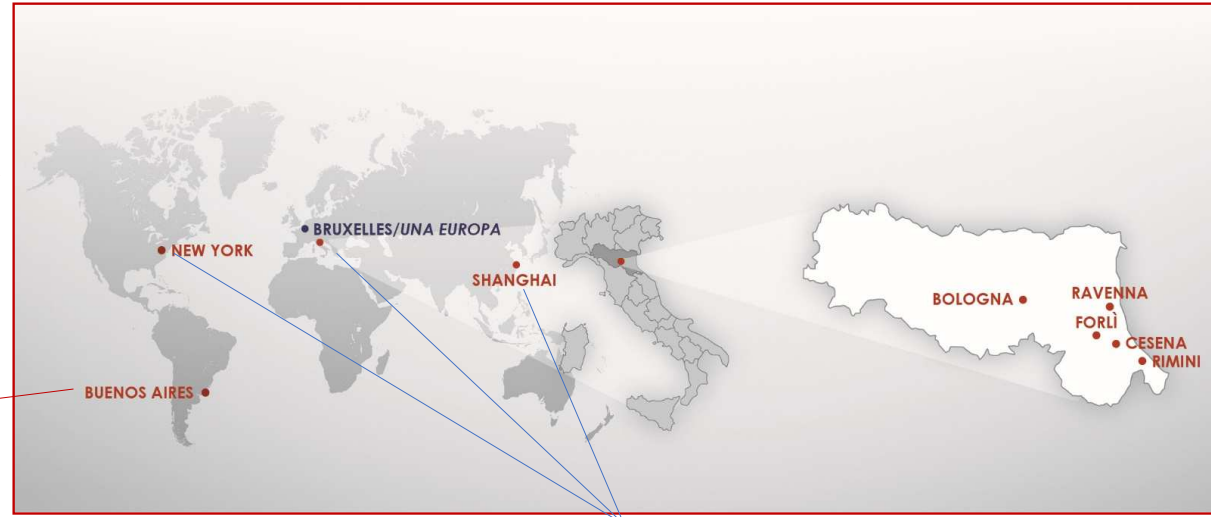 BRUXELLES/UNA EUROPA
NEW YORK
SHANGHAI
BUENOS AIRES
BOLOGNA
RAVENNA
FORLÌ
CESENA
RIMINI